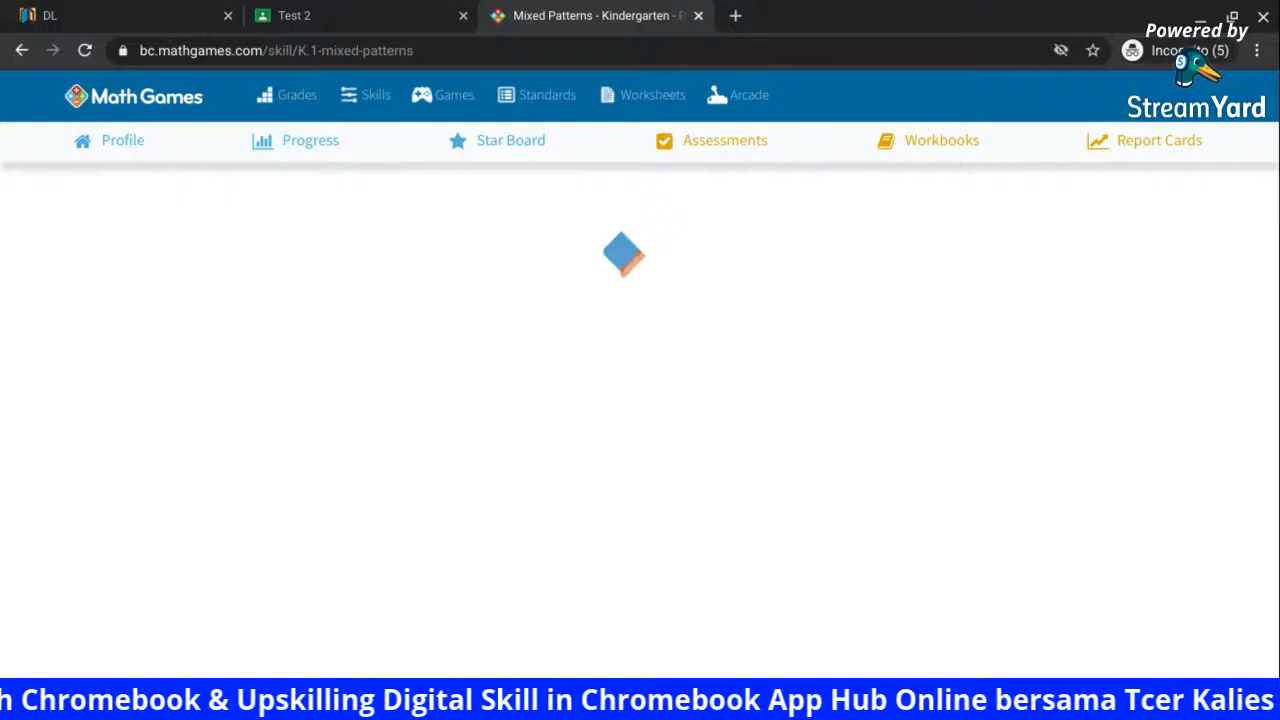 DL
Test 2
Mixed Patterns - Kindergarten -
Powered by
bc.mathgames.com/skill/K.1-mixed-patterns
(5)
StreamYard
Math Games
Grades
Skills
Games
Standards
Worksheets
Arcade
Profile
Progress
Star Board
Assessments
Workbooks
Report Cards
h Chromebook & Upskilling Digital Skill in Chromebook App Hub Online bersama Tcer Kalies